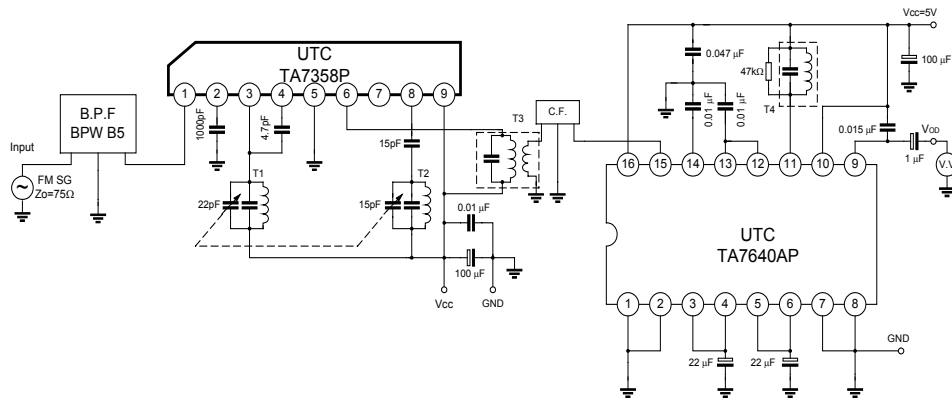 Vcc=5V
UTC
TA7358P
0.047 µF
100 µF
47kΩ
1 2 3 4 5 6 7 8 9
T4
B.P.F
BPW B5
1000pF
4.7pF
0.01 µF
0.01 µF
T3
C.F.
0.015 µF
VOD
15pF
1 µF
Input
16 15 14 13 12 11 10 9
V.V
FM SG
Zo=75Ω
T1
T2
22pF
15pF
0.01 µF
UTC
TA7640AP
100 µF
1 2 3 4 5 6 7 8
Vcc
GND
GND
22 µF
22 µF